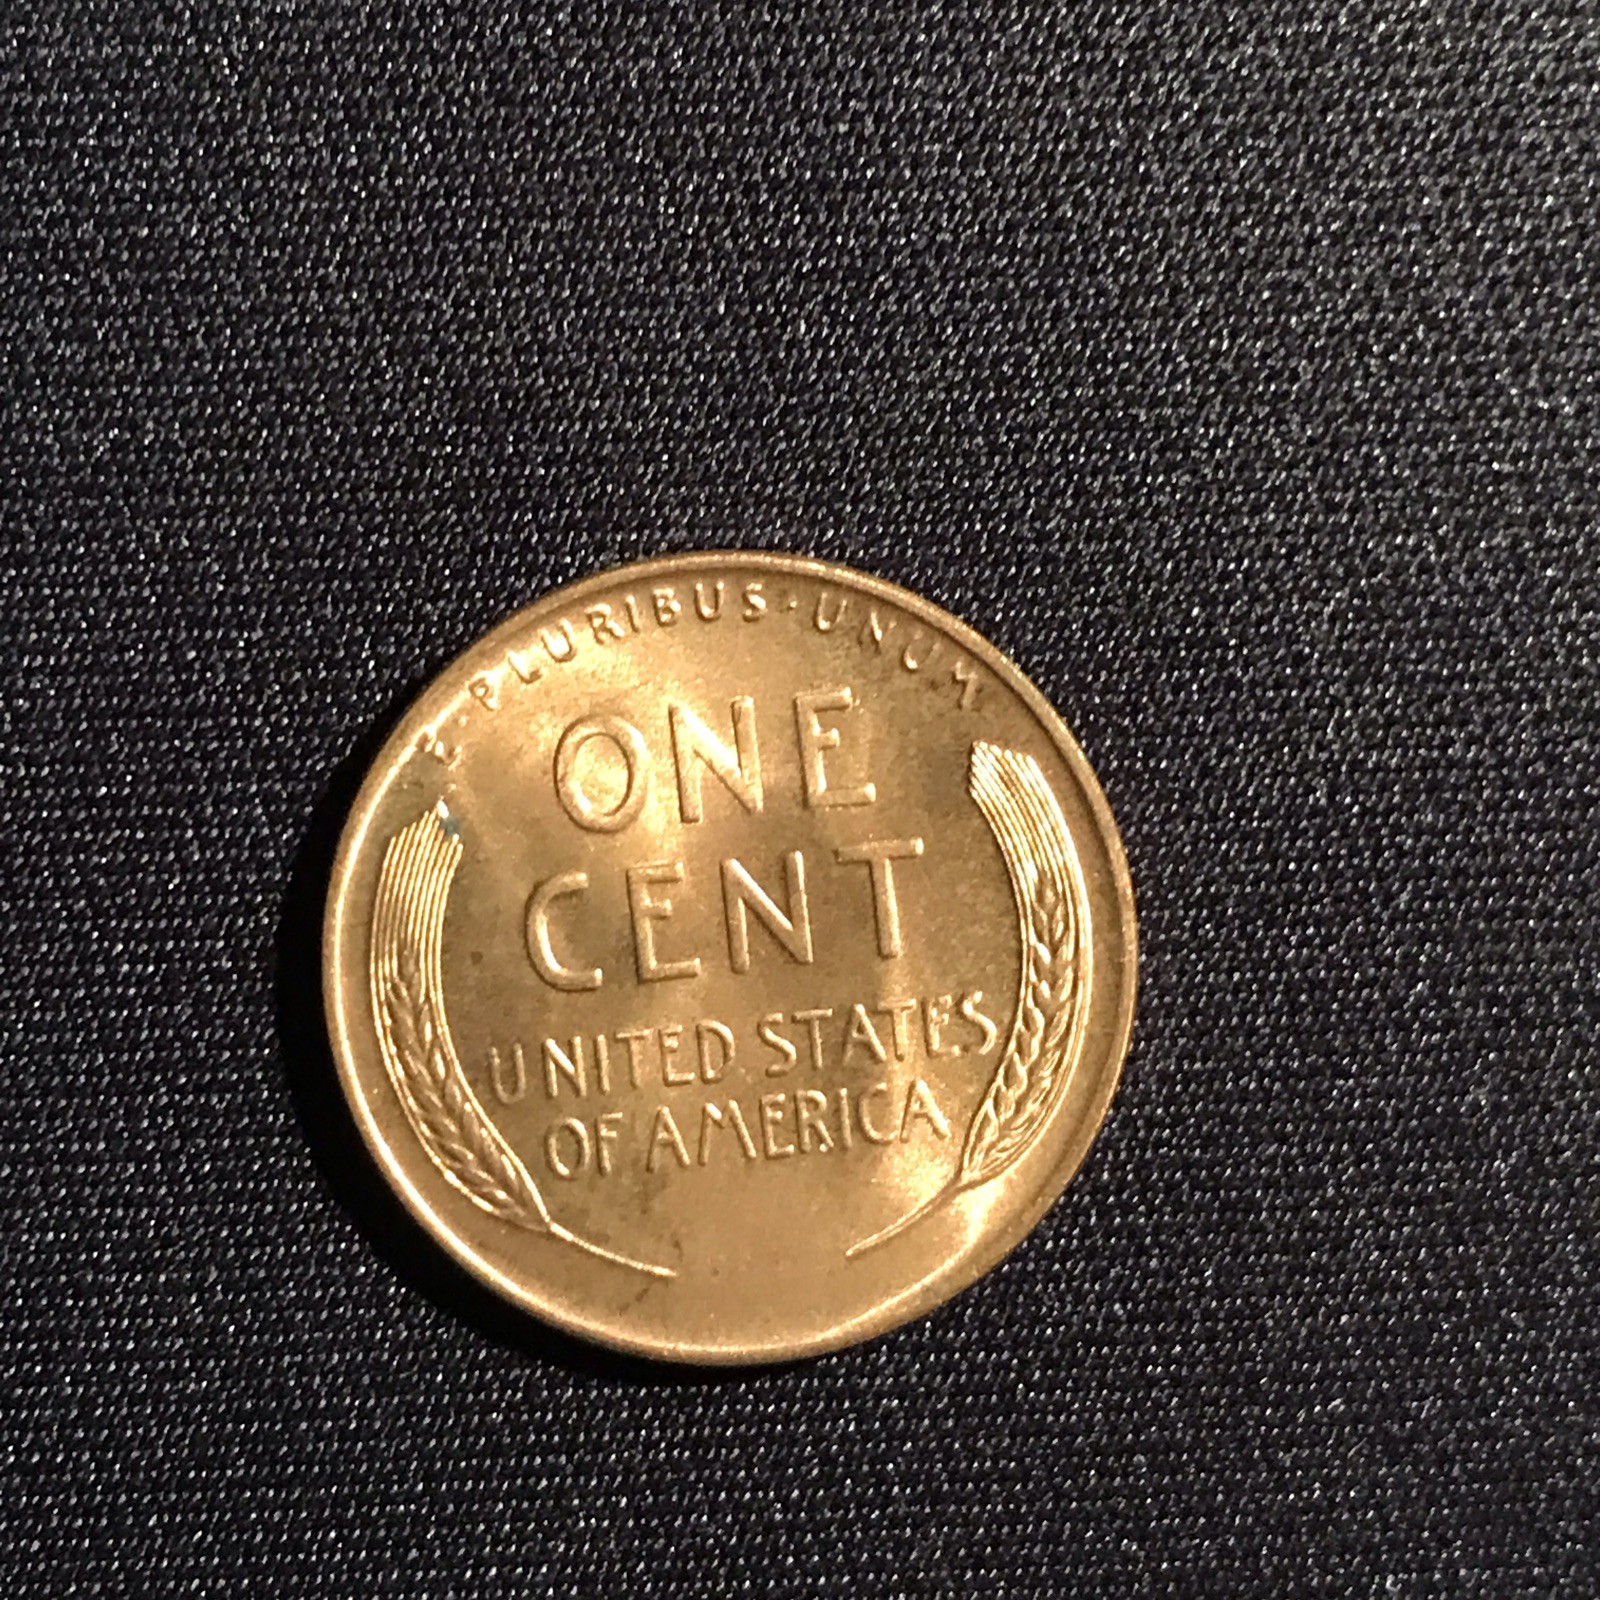 E·PLURIBUS·UNUM
ONE
CENT
UNITED STATES
OF AMERICA